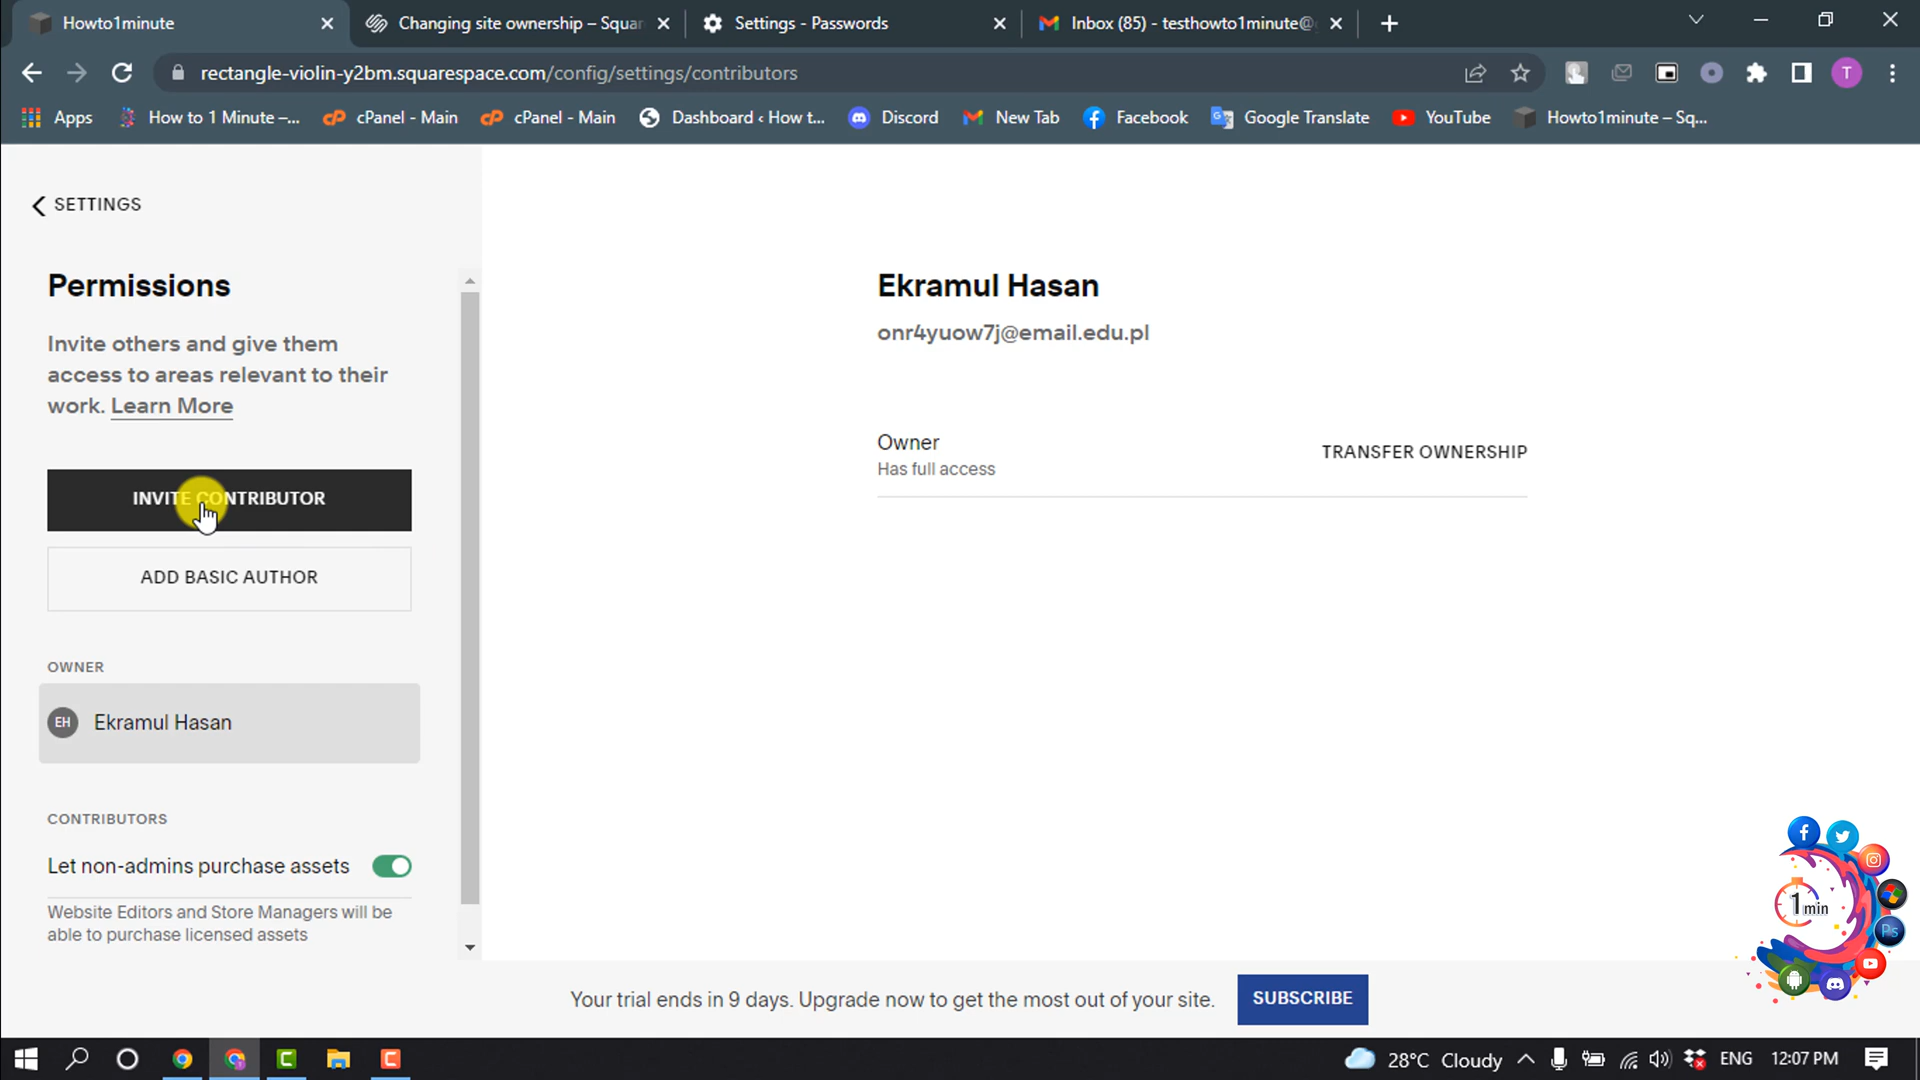 Howto1minute
Changing site ownership – Squar
Settings - Passwords
Inbox (85) - testhowto1minute@g
rectangle-violin-y2bm.squarespace.com/config/settings/contributors
T
Apps
How to 1 Minute –...
cPanel - Main
cPanel - Main
Dashboard ‹ How t...
Discord
New Tab
Facebook
Google Translate
YouTube
Howto1minute – Sq...
SETTINGS
Permissions
Invite others and give them
access to areas relevant to their
work. Learn More
INVITE CONTRIBUTOR
ADD BASIC AUTHOR
OWNER
EH
Ekramul Hasan
CONTRIBUTORS
Let non-admins purchase assets
Website Editors and Store Managers will be
able to purchase licensed assets
Ekramul Hasan
onr4yuow7j@email.edu.pl
Owner
Has full access
TRANSFER OWNERSHIP
1 min
Ps
Your trial ends in 9 days. Upgrade now to get the most out of your site.
SUBSCRIBE
28°C Cloudy
ENG
12:07 PM